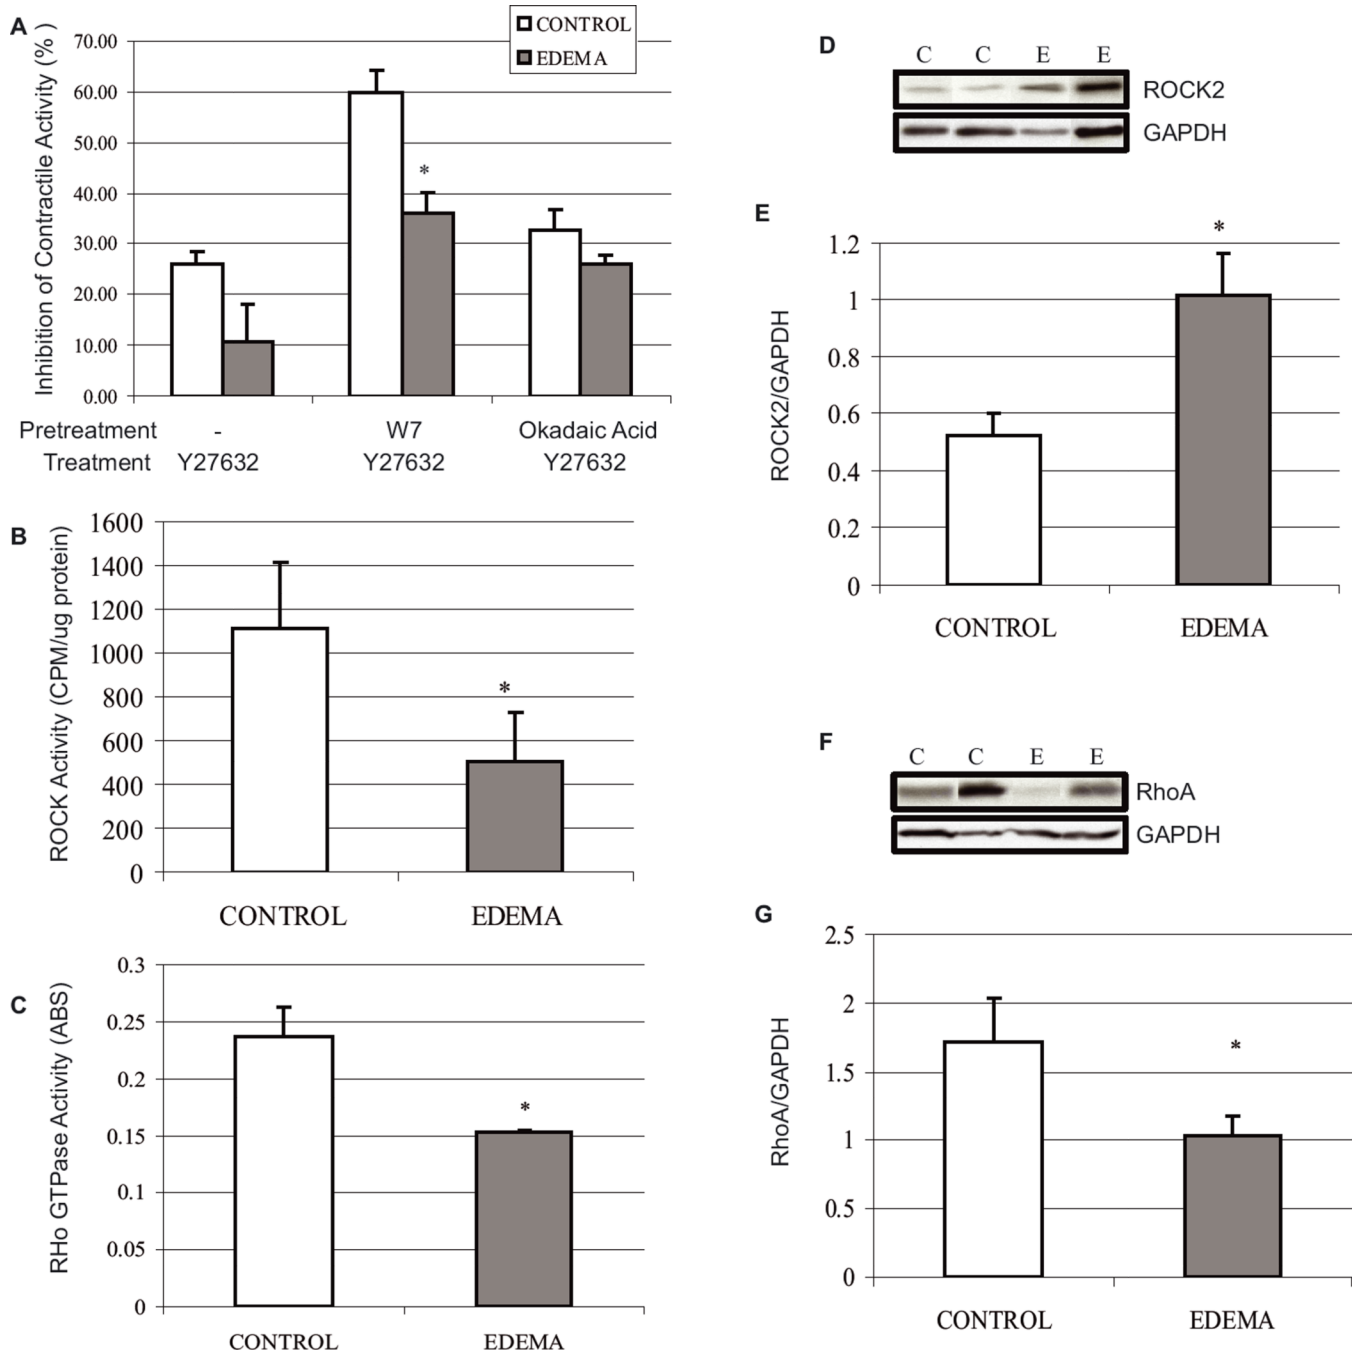 A
Inhibition of Contractile Activity (% )
70.00
60.00
50.00
40.00
30.00
20.00
10.00
0.00
CONTROL
EDEMA
*
Pretreatment - W7 Okadaic Acid
Treatment Y27632 Y27632 Y27632
B
ROCK Activity (CPM/ug protein)
1600
1400
1200
1000
800
600
400
200
0
*
CONTROL EDEMA
C
RHo GTPase Activity (ABS)
0.3
0.25
0.2
0.15
0.1
0.05
0
*
CONTROL EDEMA
D
C C E E
ROCK2
GAPDH
E
ROCK2/GAPDH
1.2
1
0.8
0.6
0.4
0.2
0
*
CONTROL EDEMA
F
C C E E
RhoA
GAPDH
G
RhoA/GAPDH
2.5
2
1.5
1
0.5
0
*
CONTROL EDEMA